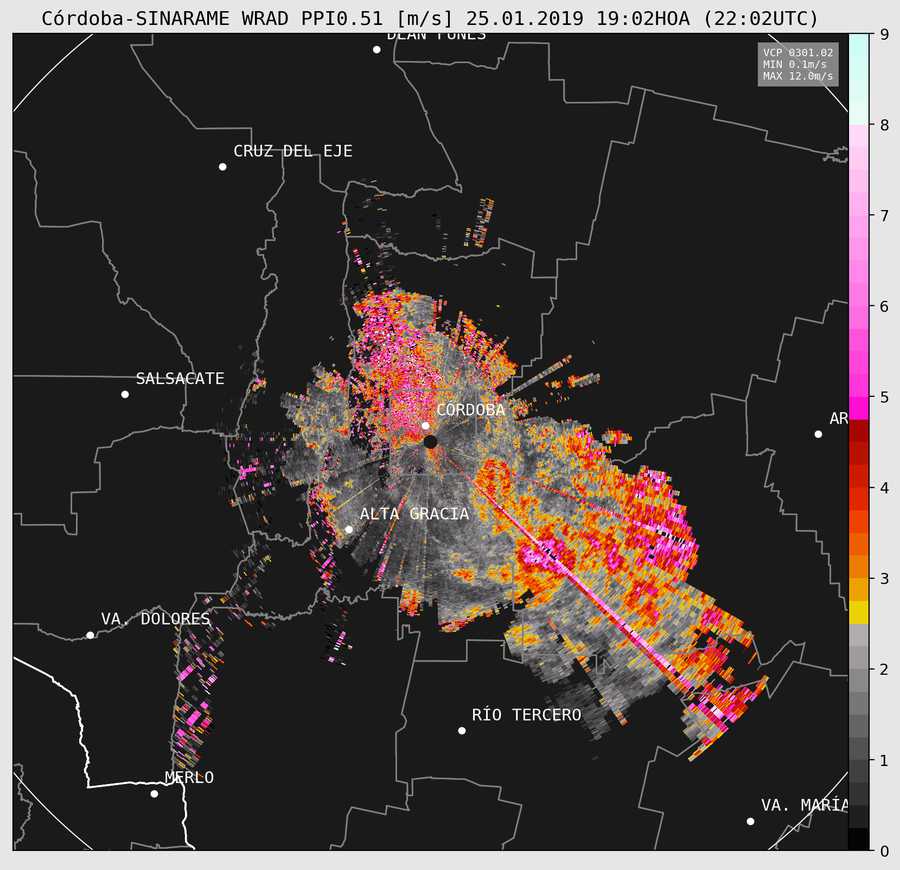 Córdoba-SINARAME WRAD PPI0.51 [m/s] 25.01.2019 19:02HOA (22:02UTC)
DEAN FUNES
VCP 0301.02
MIN 0.1m/s
MAX 12.0m/s
CRUZ DEL EJE
SALSACATE
CORDOBA
AR
ALTA GRACIA
VA. DOLORES
RÍO TERCERO
MERLO
VA. MARÍA
9
8
7
6
5
4
3
2
1
0